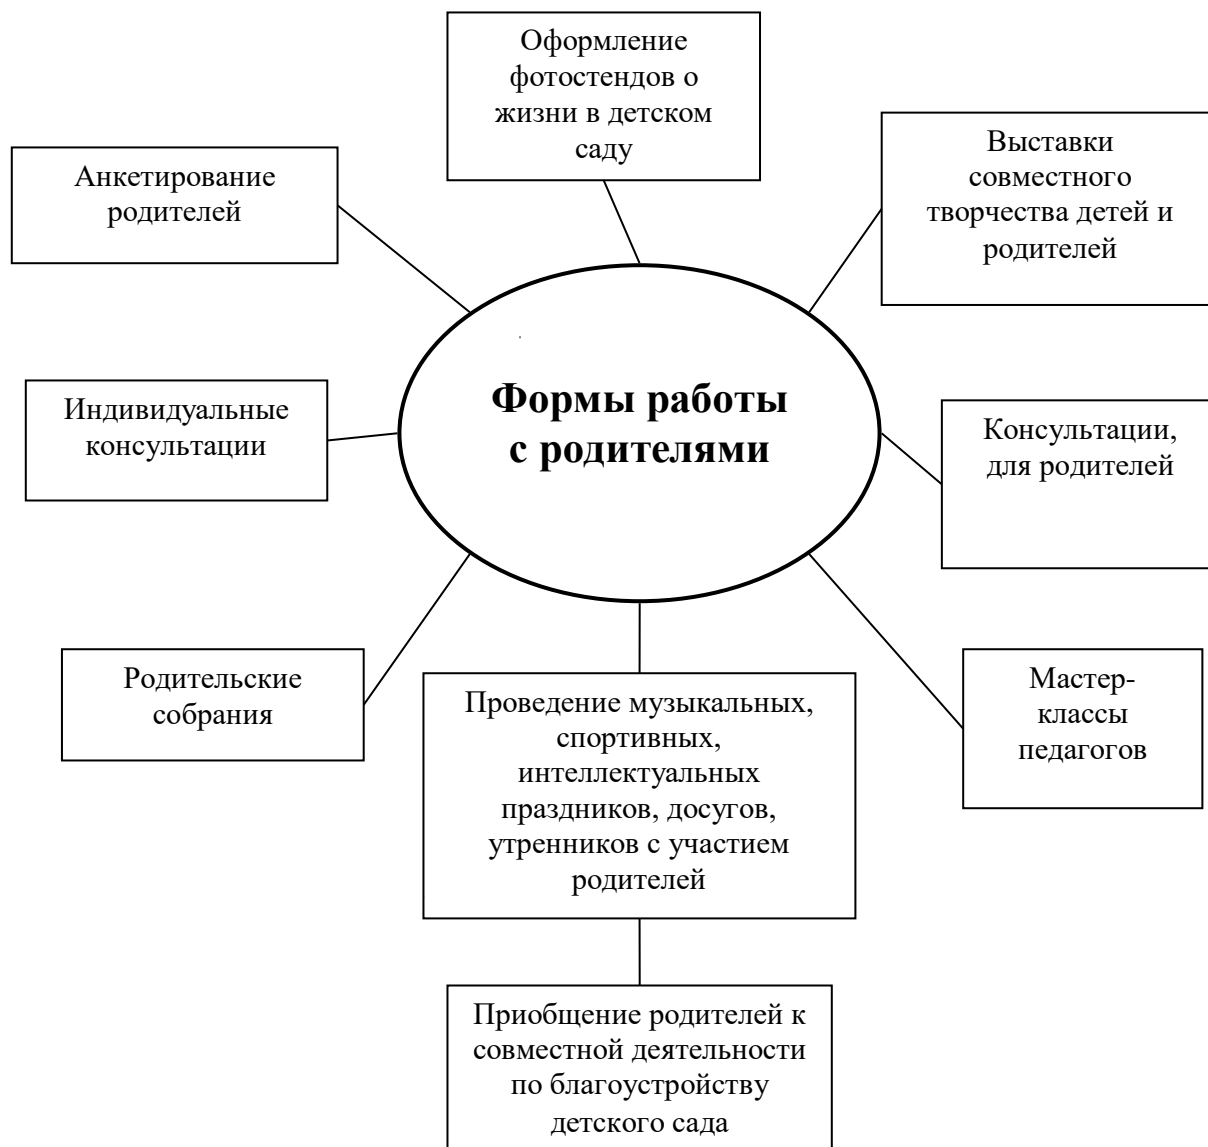 Оформление
фотостендов о
жизни в детском
саду
Анкетирование
родителей
Выставки
совместного
творчества детей и
родителей
Индивидуальные
консультации
Формы работы
с родителями
Консультации,
для родителей
Родительские
собрания
Проведение музыкальных,
спортивных,
интеллектуальных
праздников, досугов,
утренников с участием
родителей
Мастер-
классы
педагогов
Приобщение родителей к
совместной деятельности
по благоустройству
детского сада